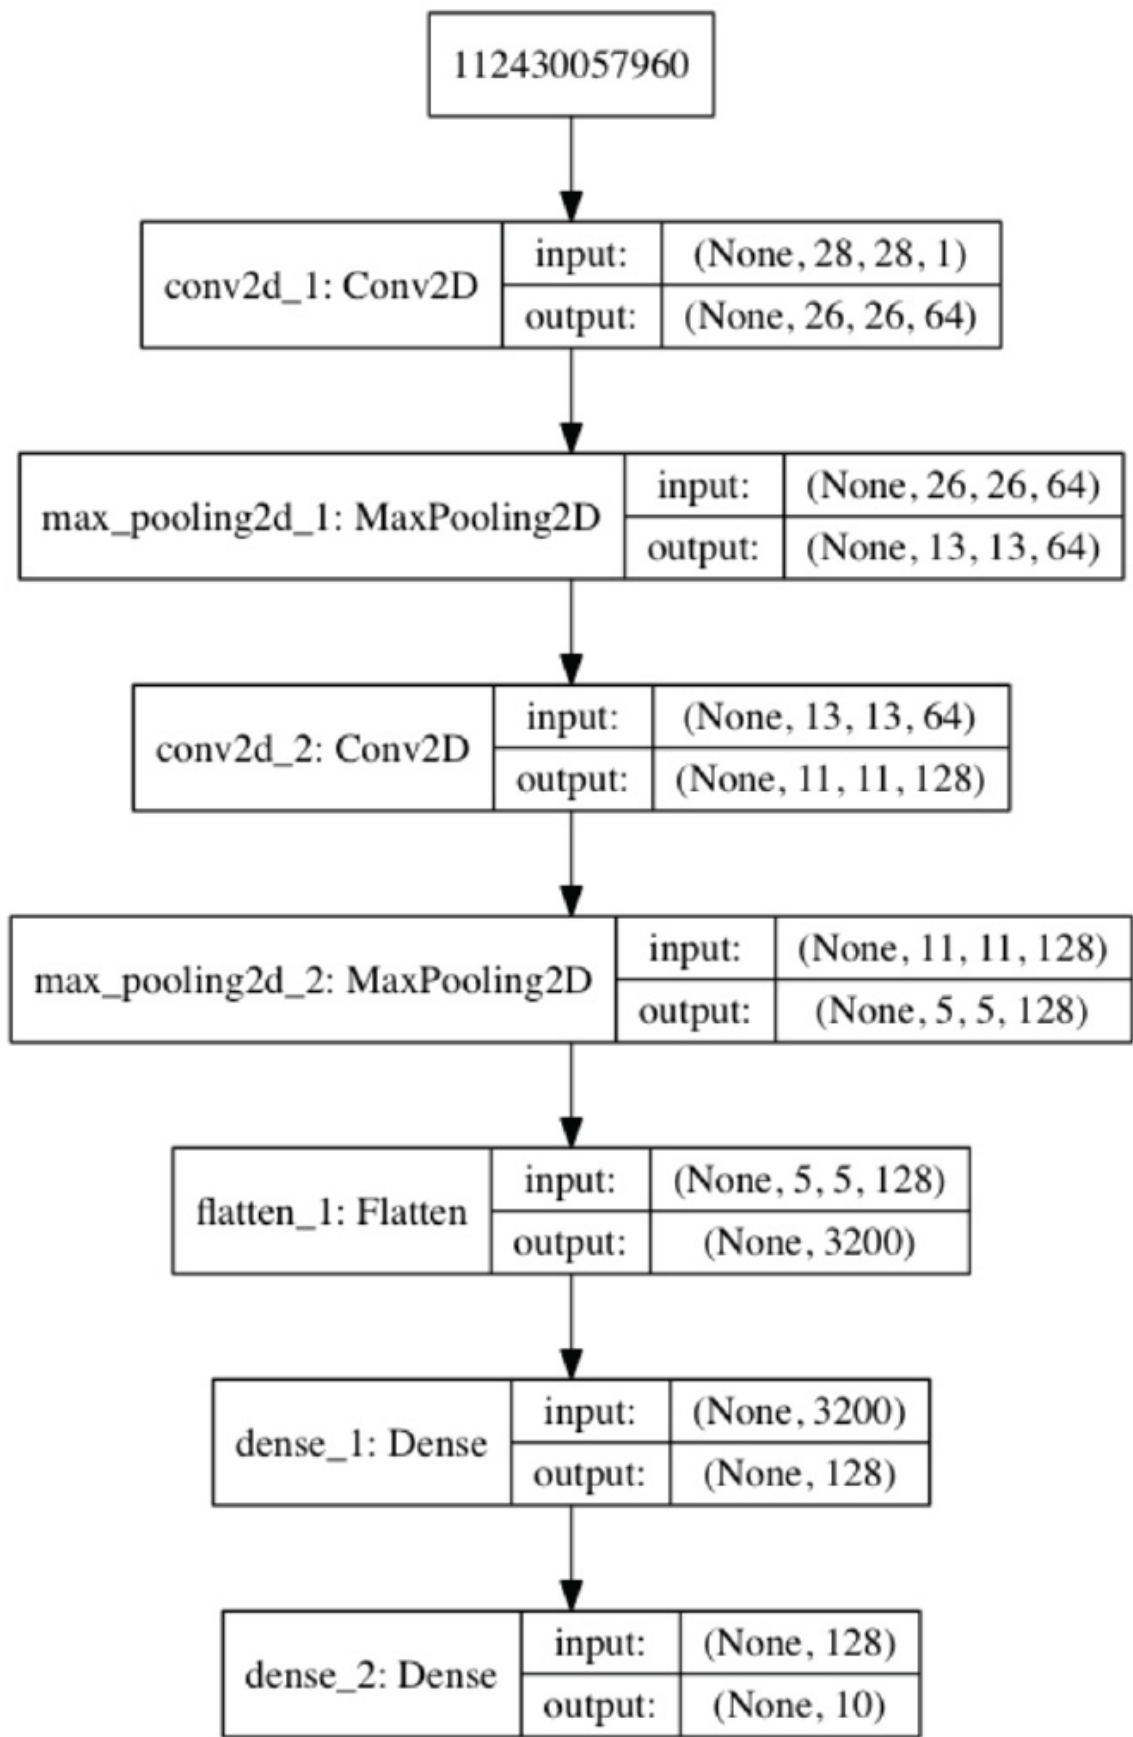 112430057960
conv2d_1: Conv2D
input: (None, 28, 28, 1)
output: (None, 26, 26, 64)
max_pooling2d_1: MaxPooling2D
input: (None, 26, 26, 64)
output: (None, 13, 13, 64)
conv2d_2: Conv2D
input: (None, 13, 13, 64)
output: (None, 11, 11, 128)
max_pooling2d_2: MaxPooling2D
input: (None, 11, 11, 128)
output: (None, 5, 5, 128)
flatten_1: Flatten
input: (None, 5, 5, 128)
output: (None, 3200)
dense_1: Dense
input: (None, 3200)
output: (None, 128)
dense_2: Dense
input: (None, 128)
output: (None, 10)